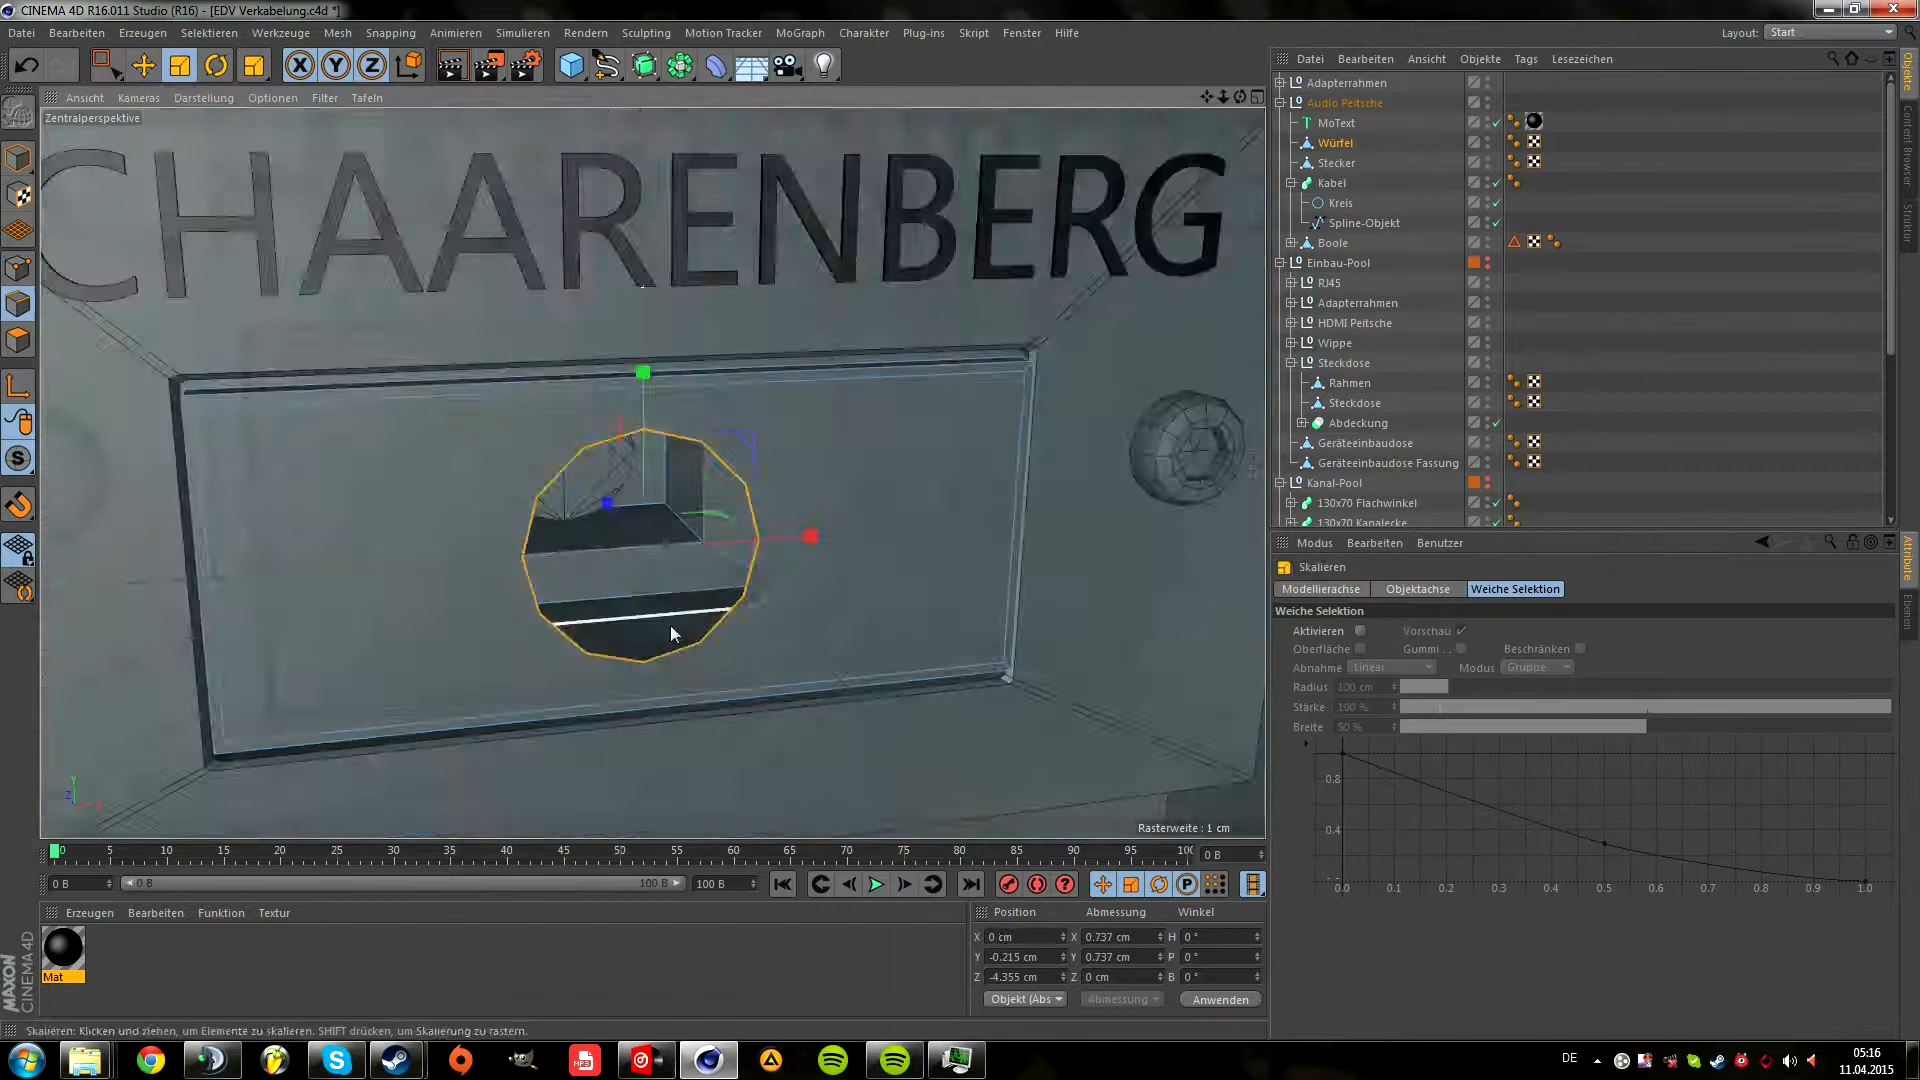 CINEMA 4D R16.011 Studio (R16) - [EDV Verkabelung.c4d *]
Datei Bearbeiten Erzeugen Selektieren Werkzeuge Mesh Snapping Animieren Simulieren Rendern Sculpting Motion Tracker MoGraph Charakter Plug-ins Skript Fenster Hilfe
Layout: Start
Ansicht Kameras Darstellung Optionen Filter Tafeln
Zentralperspektive
CHAARENBERG
Rasterweite : 1 cm
Datei Bearbeiten Ansicht Objekte Tags Lesezeichen
Adapterrahmen
Audio Peitsche
MoText
Würfel
Stecker
Kabel
Kreis
Spline-Objekt
Boole
Einbau-Pool
RJ45
Adapterrahmen
HDMI Peitsche
Wippe
Steckdose
Rahmen
Steckdose
Abdeckung
Geräteeinbaudose
Geräteeinbaudose Fassung
Kanal-Pool
130x70 Flachwinkel
130x70 Kanalecke
Objekte
Content Browser
Struktur
Modus Bearbeiten Benutzer
Skalieren
Modellierachse Objektachse Weiche Selektion
Weiche Selektion
Aktivieren Vorschau
Oberfläche Gummi . . Beschränken
Abnahme Linear Modus Gruppe
Radius 100 cm
Stärke 100 %
Breite 50 %
0.8
0.4
0.0 0.1 0.2 0.3 0.4 0.5 0.6 0.7 0.8 0.9 1.0
Attribute
Ebenen
0 5 10 15 20 25 30 35 40 45 50 55 60 65 70 75 80 85 90 95 100
0 B
0 B 0 B 100 B 100 B
Erzeugen Bearbeiten Funktion Textur
Mat
MAXON CINEMA 4D
Position Abmessung Winkel
X 0 cm X 0.737 cm H 0 °
Y -0.215 cm Y 0.737 cm P 0 °
Z -4.355 cm Z 0 cm B 0 °
Objekt (Abs Abmessung Anwenden
Skalieren: Klicken und ziehen, um Elemente zu skalieren. SHIFT drücken, um Skalierung zu rastern.
MP3
DE
05:16
11.04.2015